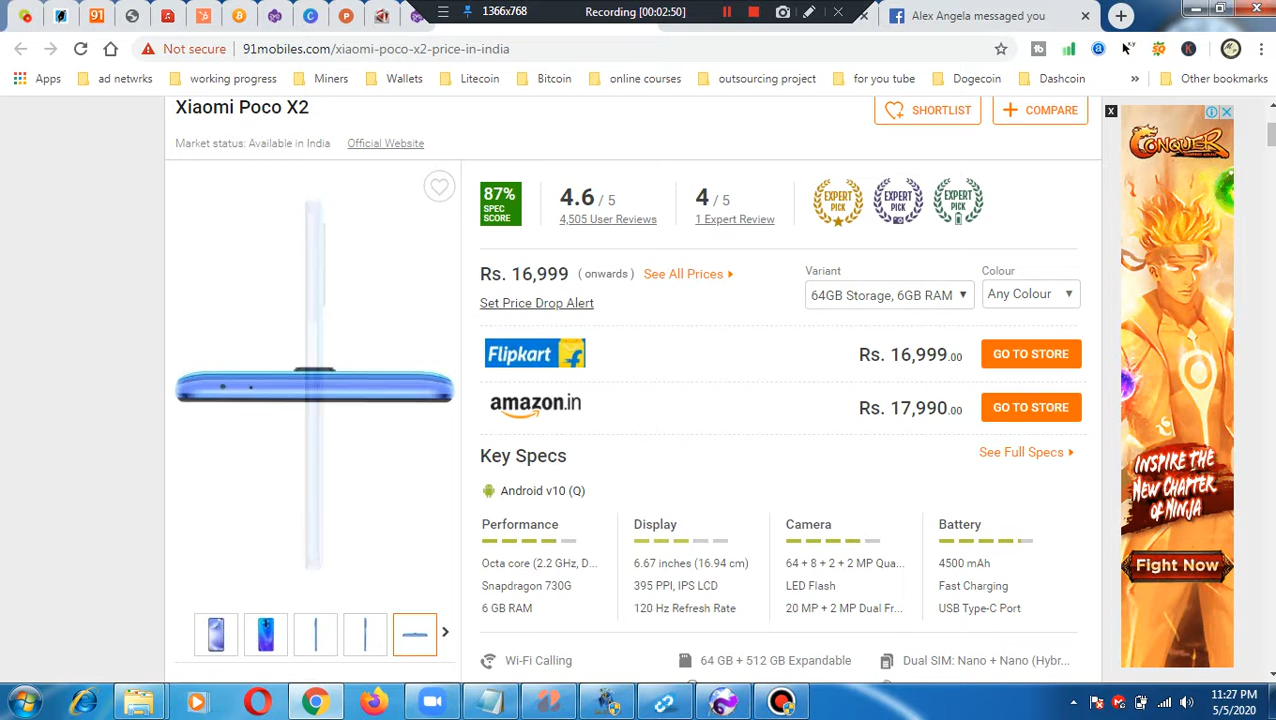 1366x768
Recording [00:02:50]
Alex Angela messaged you
Not secure
91mobiles.com/xiaomi-poco-x2-price-in-india
Apps
ad netwrks
working progress
Miners
Wallets
Litecein
Bitcoin
online courses
outsourcing project
for you tube
Dogecoin
Dashcoin
»
Other bookmarks
Xiaomi Poco X2
SHORTLIST
COMPARE
Market status: Available in India
Official Website
87%
SPEC
SCORE
4.6 / 5
4,505 User Reviews
4 / 5
1 Expert Review
EXPERT PICK
EXPERT PICK
EXPERT PICK
Rs. 16,999 ( onwards ) See All Prices
Set Price Drop Alert
Variant
64GB Storage, 6GB RAM
Colour
Any Colour
Flipkart
Rs. 16,999.00
GO TO STORE
amazon.in
Rs. 17,990.00
GO TO STORE
Key Specs
See Full Specs
Android v10 (Q)
Performance
Octa core (2.2 GHz, D...
Snapdragon 730G
6 GB RAM
Display
6.67 inches (16.94 cm)
395 PPI, IPS LCD
120 Hz Refresh Rate
Camera
64 + 8 + 2 + 2 MP Qua...
LED Flash
20 MP + 2 MP Dual Fr...
Battery
4500 mAh
Fast Charging
USB Type-C Port
Wi-Fi Calling
64 GB + 512 GB Expandable
Dual SIM: Nano + Nano (Hybr...
X
CONQUER
INSPIRE THE
NEW CHAPTER
OF NINJA
Fight Now
11:27 PM
5/5/2020